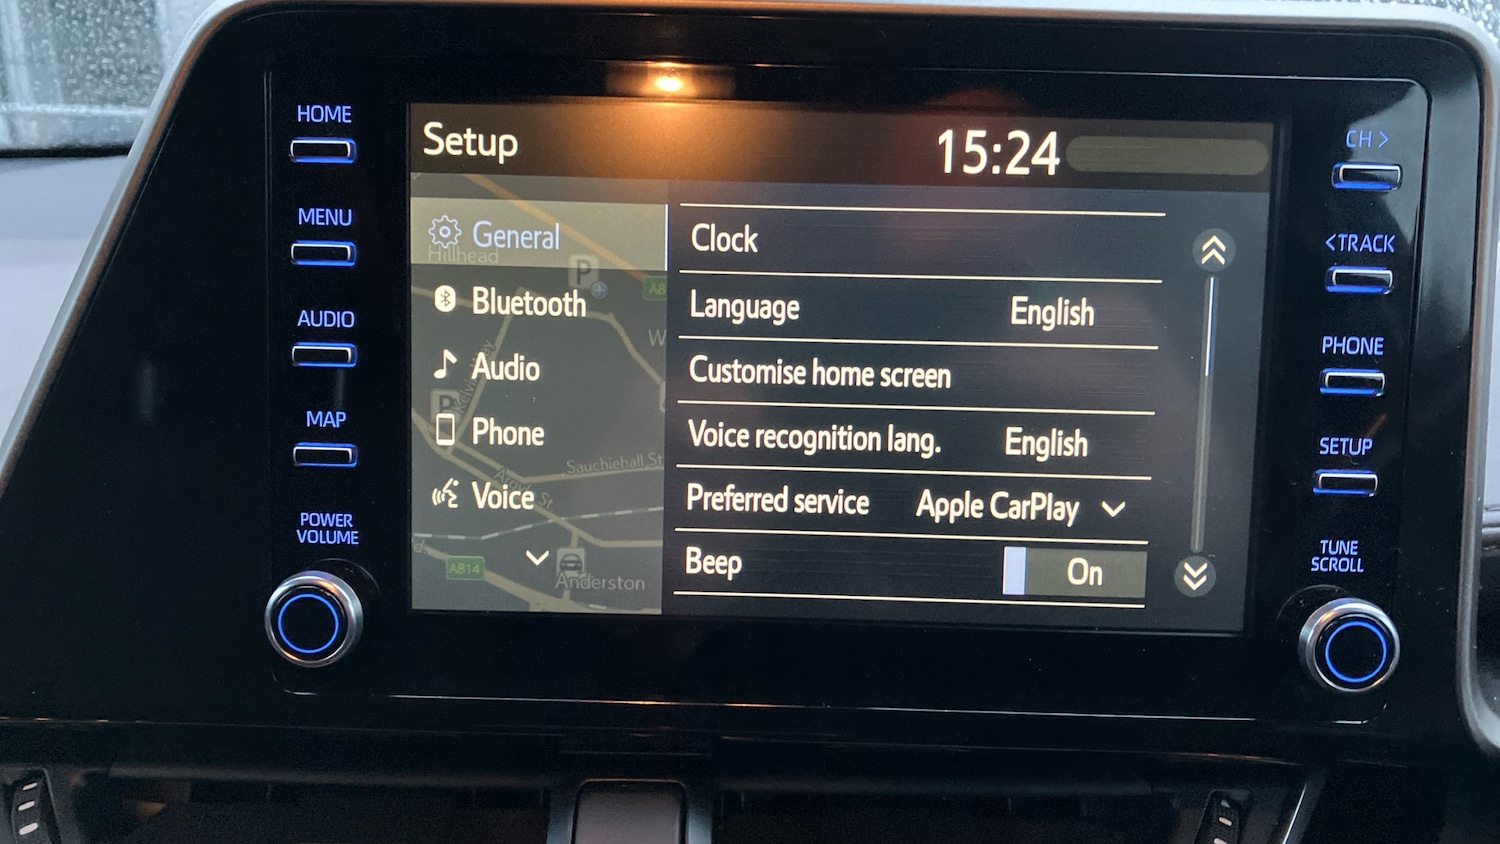 HOME
MENU
AUDIO
MAP
POWER
VOLUME
Setup
15:24
General
Hillhead
P
Bluetooth
Audio
P
Phone
Sauchiehall St
Voice
A814
Anderston
Clock
Language English
Customise home screen
Voice recognition lang. English
Preferred service Apple CarPlay
Beep On
CH >
<TRACK
PHONE
SETUP
TUNE
SCROLL